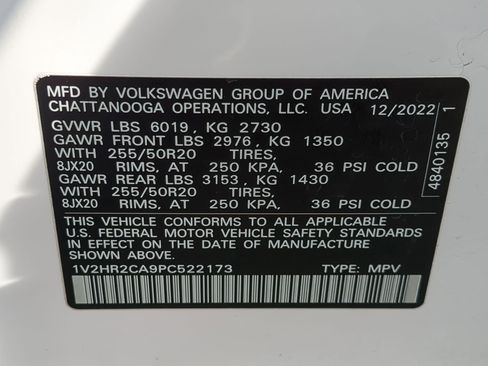 MFD BY VOLKSWAGEN GROUP OF AMERICA
CHATTANOOGA OPERATIONS, LLC. USA 12/2022
GVWR LBS 6019, KG 2730
GAWR FRONT LBS 2976, KG 1350
WITH 255/50R20 TIRES,
8JX20 RIMS, AT 250 KPA, 36 PSI COLD
GAWR REAR LBS 3153, KG 1430
WITH 255/50R20 TIRES,
8JX20 RIMS, AT 250 KPA, 36 PSI COLD
THIS VEHICLE CONFORMS TO ALL APPLICABLE
U.S. FEDERAL MOTOR VEHICLE SAFETY STANDARDS
IN EFFECT ON THE DATE OF MANUFACTURE
SHOWN ABOVE.
1V2HR2CA9PC522173 TYPE: MPV
4840135 1